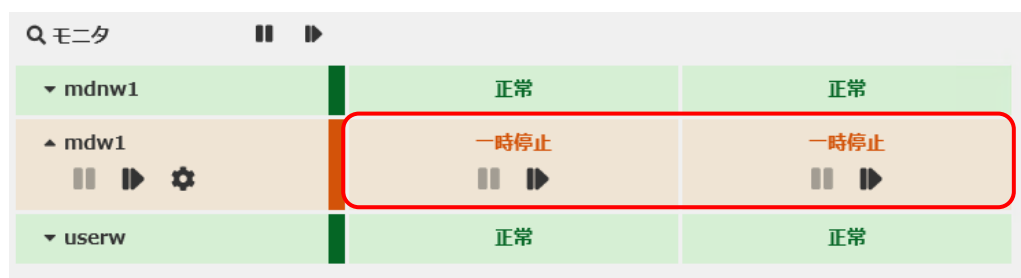 モニタ
mdnw1 正常 正常
mdw1 一時停止 一時停止
userw 正常 正常